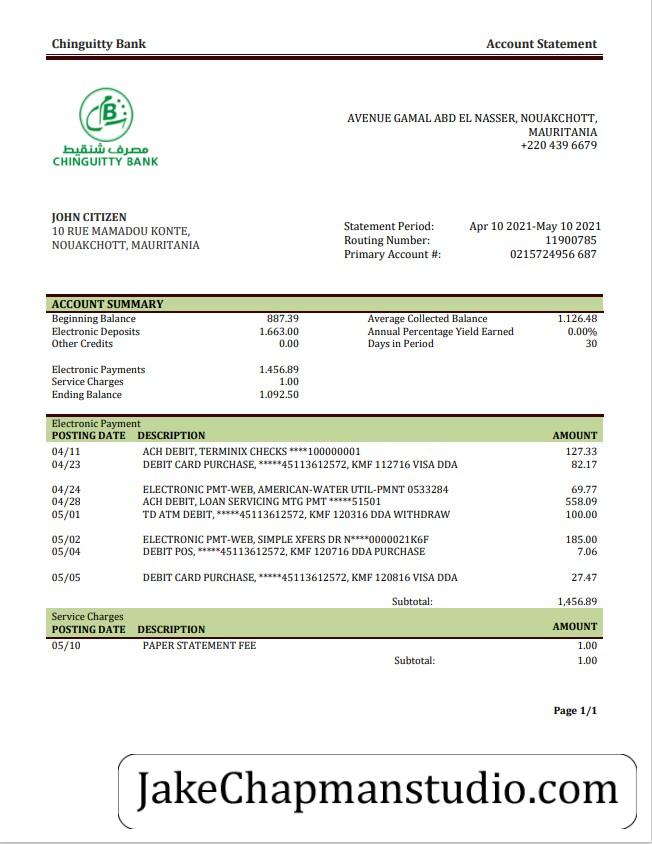 Chinguitty Bank Account Statement
مصرف شنقيط
CHINGUITTY BANK
AVENUE GAMAL ABD EL NASSER, NOUAKCHOTT,
MAURITANIA
+220 439 6679
JOHN CITIZEN
10 RUE MAMADOU KONTE,
NOUAKCHOTT, MAURITANIA
Statement Period: Apr 10 2021-May 10 2021
Routing Number: 11900785
Primary Account #: 0215724956 687
ACCOUNT SUMMARY
Beginning Balance 887.39 Average Collected Balance 1.126.48
Electronic Deposits 1.663.00 Annual Percentage Yield Earned 0.00%
Other Credits 0.00 Days in Period 30
Electronic Payments 1.456.89
Service Charges 1.00
Ending Balance 1.092.50
Electronic Payment
POSTING DATE DESCRIPTION AMOUNT
04/11 ACH DEBIT, TERMINIX CHECKS ****100000001 127.33
04/23 DEBIT CARD PURCHASE, *****45113612572, KMF 112716 VISA DDA 82.17
04/24 ELECTRONIC PMT-WEB, AMERICAN-WATER UTIL-PMNT 0533284 69.77
04/28 ACH DEBIT, LOAN SERVICING MTG PMT *****51501 558.09
05/01 TD ATM DEBIT, *****45113612572, KMF 120316 DDA WITHDRAW 100.00
05/02 ELECTRONIC PMT-WEB, SIMPLE XFERS DR N****0000021K6F 185.00
05/04 DEBIT POS, *****45113612572, KMF 120716 DDA PURCHASE 7.06
05/05 DEBIT CARD PURCHASE, *****45113612572, KMF 120816 VISA DDA 27.47
Subtotal: 1,456.89
Service Charges
POSTING DATE DESCRIPTION AMOUNT
05/10 PAPER STATEMENT FEE 1.00
Subtotal: 1.00
Page 1/1
JakeChapmanstudio.com